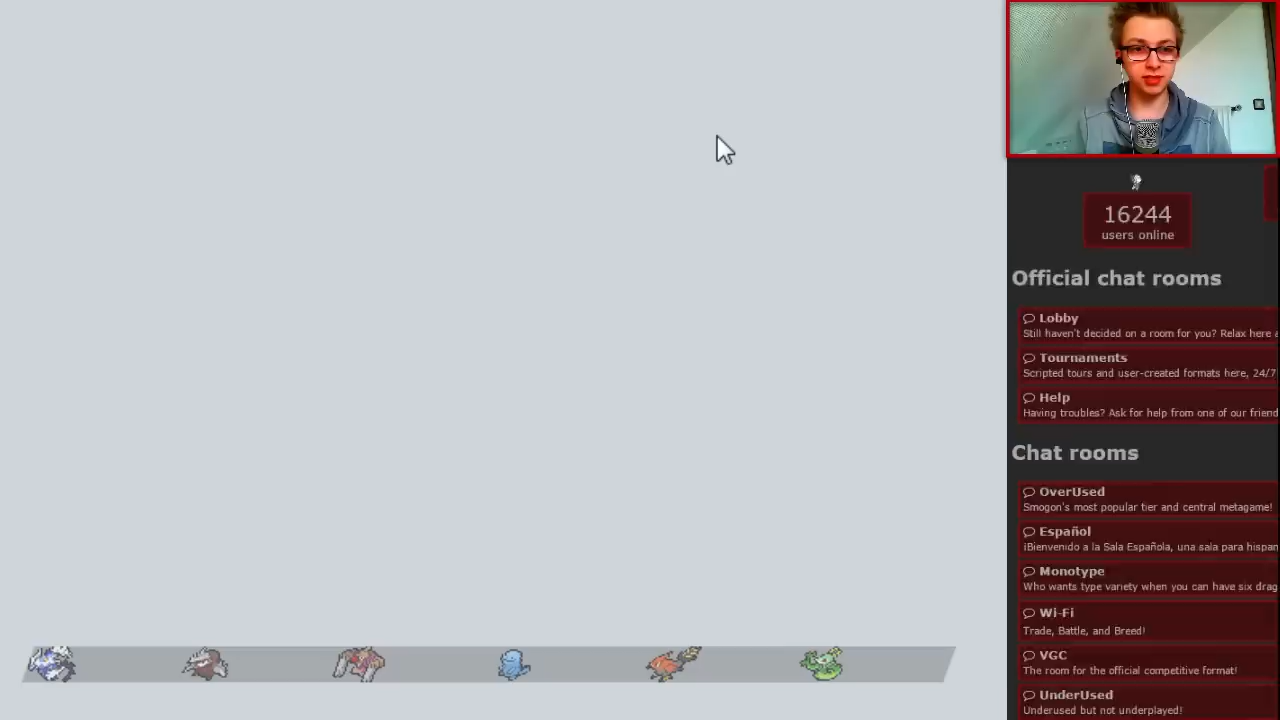 16244
users online
Official chat rooms
Lobby
Still haven't decided on a room for you? Relax here a
Tournaments
Scripted tours and user-created formats here, 24/7
Help
Having troubles? Ask for help from one of our friend
Chat rooms
OverUsed
Smogon's most popular tier and central metagame!
Español
¡Bienvenido a la Sala Española, una sala para hispan
Monotype
Who wants type variety when you can have six drag
Wi-Fi
Trade, Battle, and Breed!
VGC
The room for the official competitive format!
UnderUsed
Underused but not underplayed!